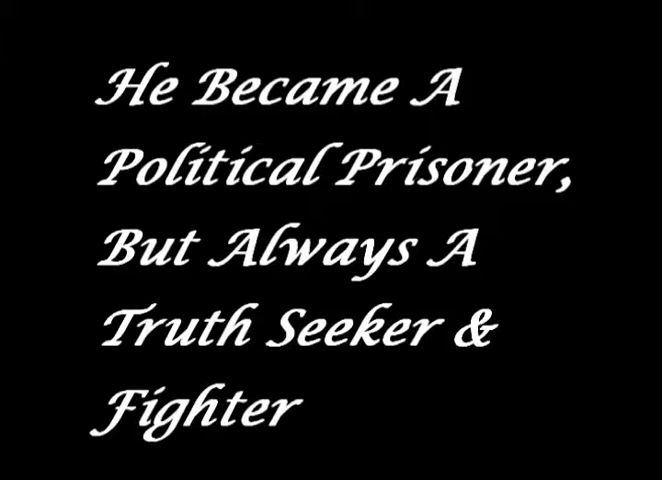 He Became A
Political Prisoner,
But Always A
Truth Seeker &
Fighter